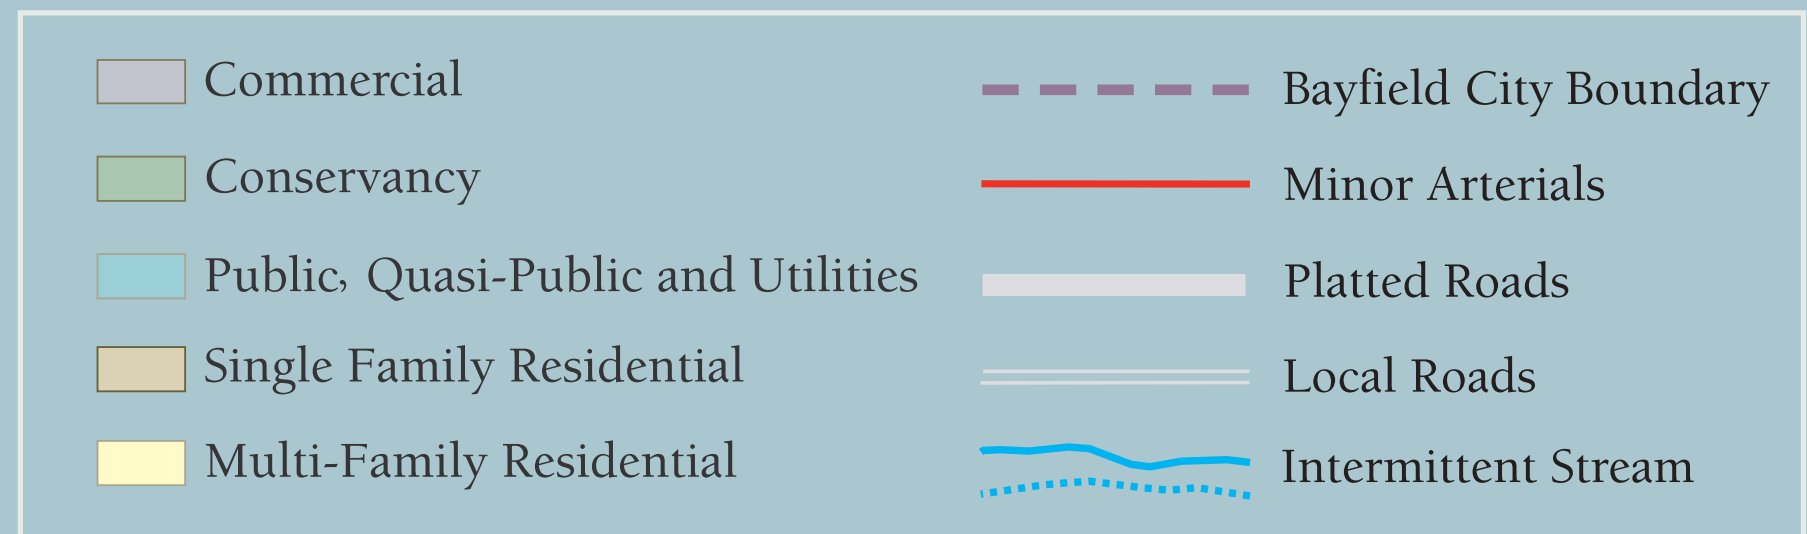 Commercial
Conservancy
Public, Quasi-Public and Utilities
Single Family Residential
Multi-Family Residential
Bayfield City Boundary
Minor Arterials
Platted Roads
Local Roads
Intermittent Stream